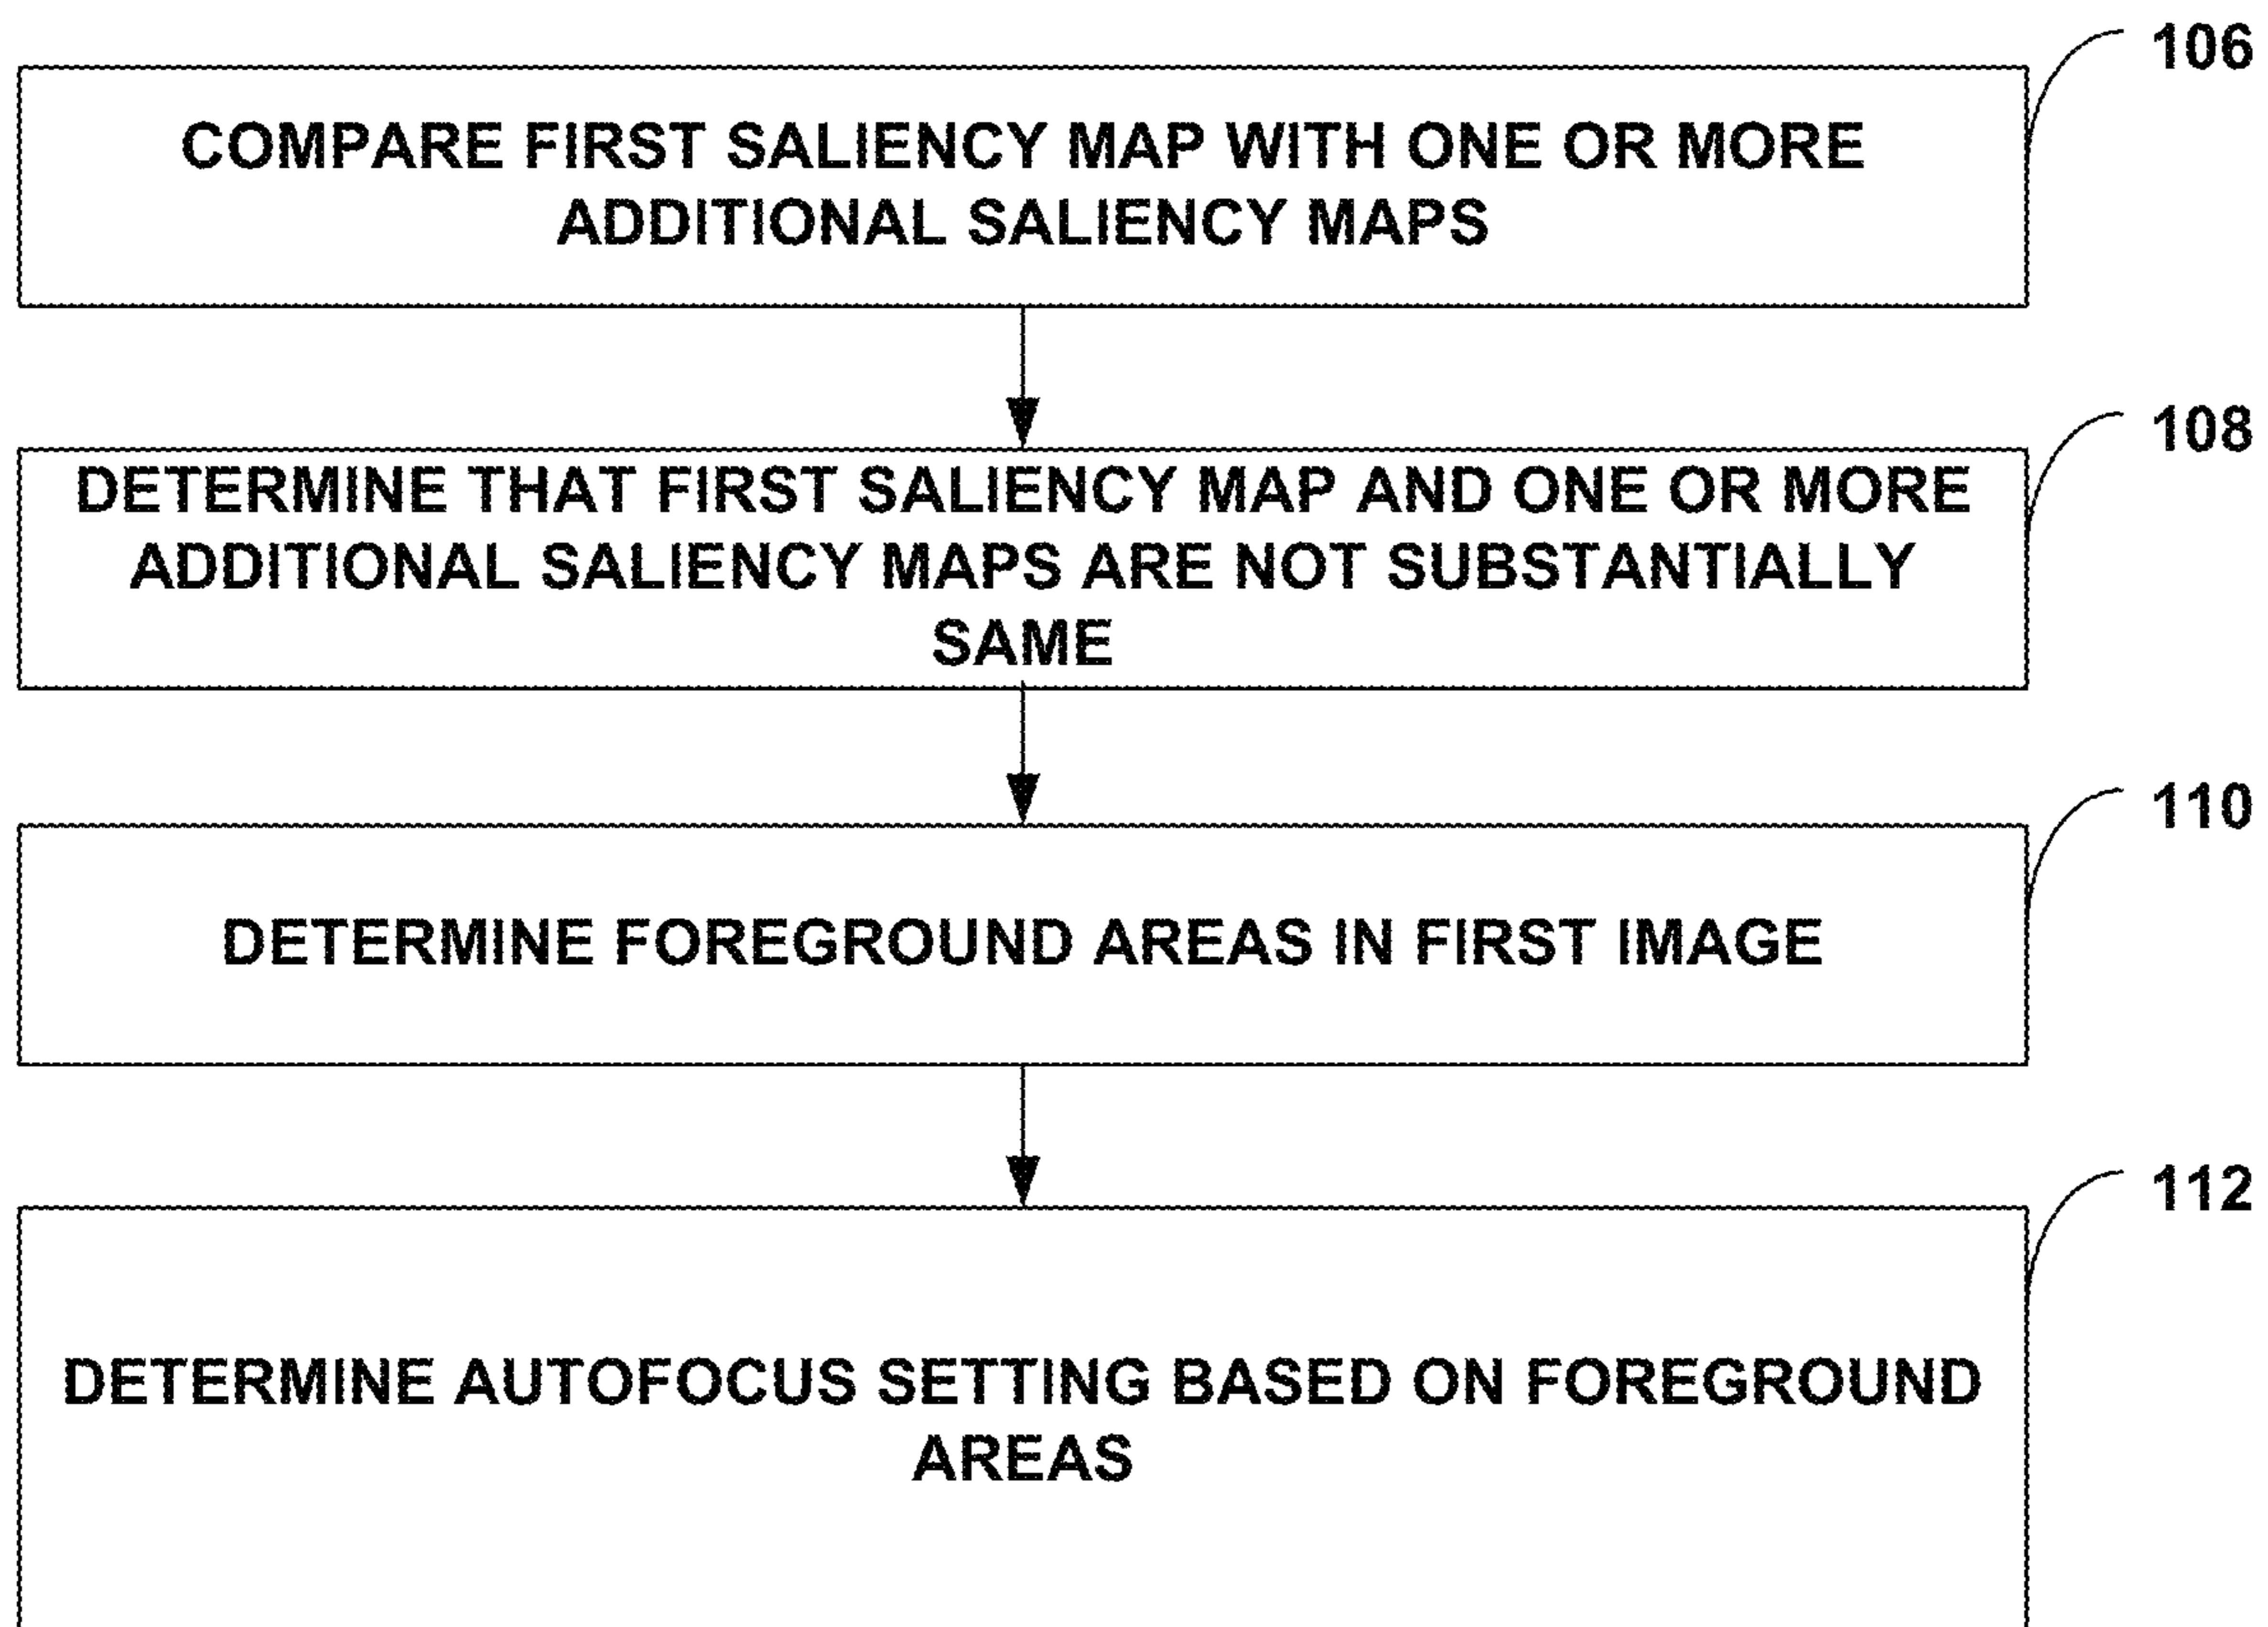 106
COMPARE FIRST SALIENCY MAP WITH ONE OR MORE
ADDITIONAL SALIENCY MAPS
108
DETERMINE THAT FIRST SALIENCY MAP AND ONE OR MORE
ADDITIONAL SALIENCY MAPS ARE NOT SUBSTANTIALLY
SAME
110
DETERMINE FOREGROUND AREAS IN FIRST IMAGE
112
DETERMINE AUTOFOCUS SETTING BASED ON FOREGROUND
AREAS